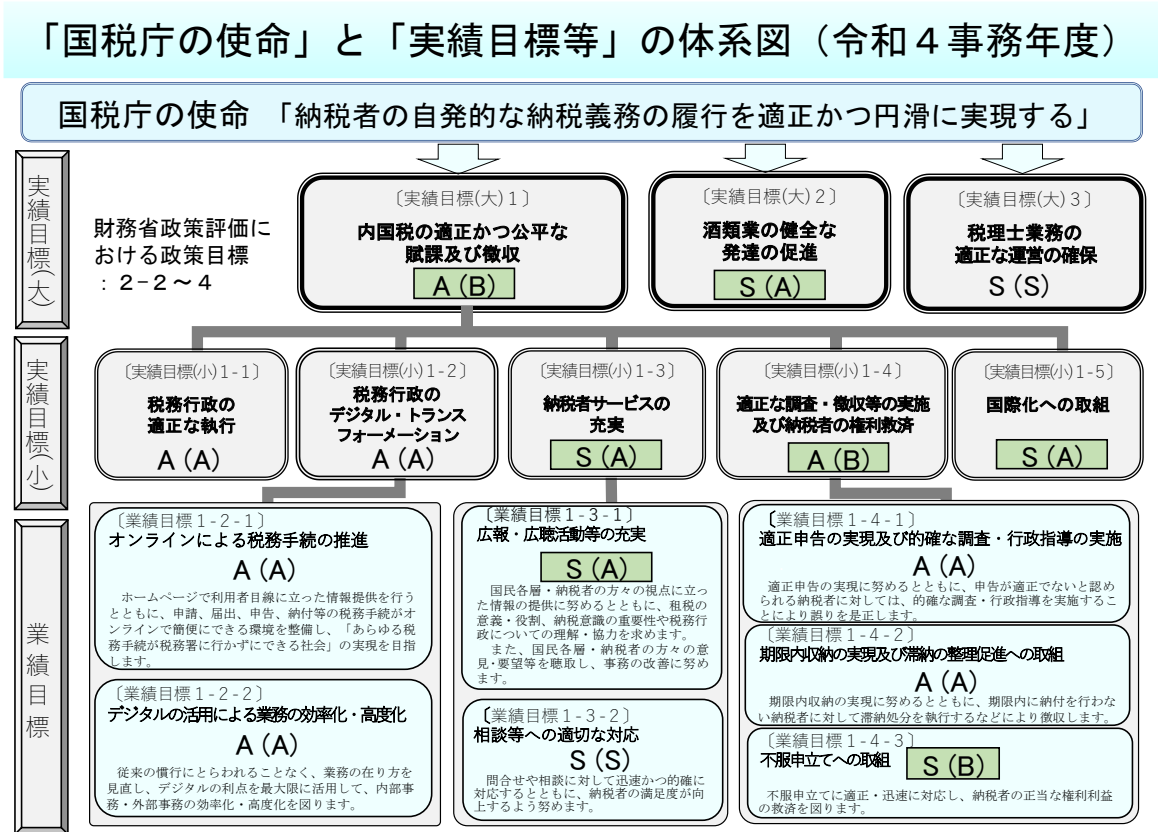 「国税庁の使命」と「実績目標等」の体系図（令和４事務年度）
国税庁の使命 「納税者の自発的な納税義務の履行を適正かつ円滑に実現する」
実績目標(大)
財務省政策評価に
おける政策目標
：２−２～４
〔実績目標(大)１〕
内国税の適正かつ公平な
賦課及び徴収
A（B）
〔実績目標(大)２〕
酒類業の健全な
発達の促進
S（A）
〔実績目標(大)３〕
税理士業務の
適正な運営の確保
S（S）
実績目標(小)
〔実績目標(小)1-1〕
税務行政の
適正な執行
A（A）
〔実績目標(小)1-2〕
税務行政の
デジタル・トランス
フォーメーション
A（A）
〔実績目標(小)1-3〕
納税者サービスの
充実
S（A）
〔実績目標(小)1-4〕
適正な調査・徴収等の実施
及び納税者の権利救済
A（B）
〔実績目標(小)1-5〕
国際化への取組
S（A）
業績目標
〔業績目標1-2-1〕
オンラインによる税務手続の推進
A（A）
ホームページで利用者目線に立った情報提供を行う
とともに、申請、届出、申告、納付等の税務手続がオ
ンラインで簡便にできる環境を整備し、「あらゆる税
務手続が税務署に行かずにできる社会」の実現を目指
します。
〔業績目標1-2-2〕
デジタルの活用による業務の効率化・高度化
A（A）
従来の慣行にとらわれることなく、業務の在り方を
見直し、デジタルの利点を最大限に活用して、内部事
務・外部事務の効率化・高度化を図ります。
〔業績目標1-3-1〕
広報・広聴活動等の充実
S（A）
国民各層・納税者の方々の視点に立っ
た情報の提供に努めるとともに、租税の
意義・役割、納税意識の重要性や税務行
政についての理解・協力を求めます。
また、国民各層・納税者の方々の意
見・要望等を聴取し、事務の改善に努め
ます。
〔業績目標1-3-2〕
相談等への適切な対応
S（S）
問合せや相談に対して迅速かつ的確に
対応するとともに、納税者の満足度が向
上するよう努めます。
〔業績目標1-4-1〕
適正申告の実現及び的確な調査・行政指導の実施
A（A）
適正申告の実現に努めるとともに、申告が適正でないと認め
られる納税者に対しては、的確な調査・行政指導を実施するこ
とにより誤りを是正します。
〔業績目標1-4-2〕
期限内収納の実現及び滞納の整理促進への取組
A（A）
期限内収納の実現に努めるとともに、期限内に納付を行わな
い納税者に対して滞納処分を執行するなどにより徴収します。
〔業績目標1-4-3〕
不服申立てへの取組 S（B）
不服申立てに適正・迅速に対応し、納税者の正当な権利利益
の救済を図ります。